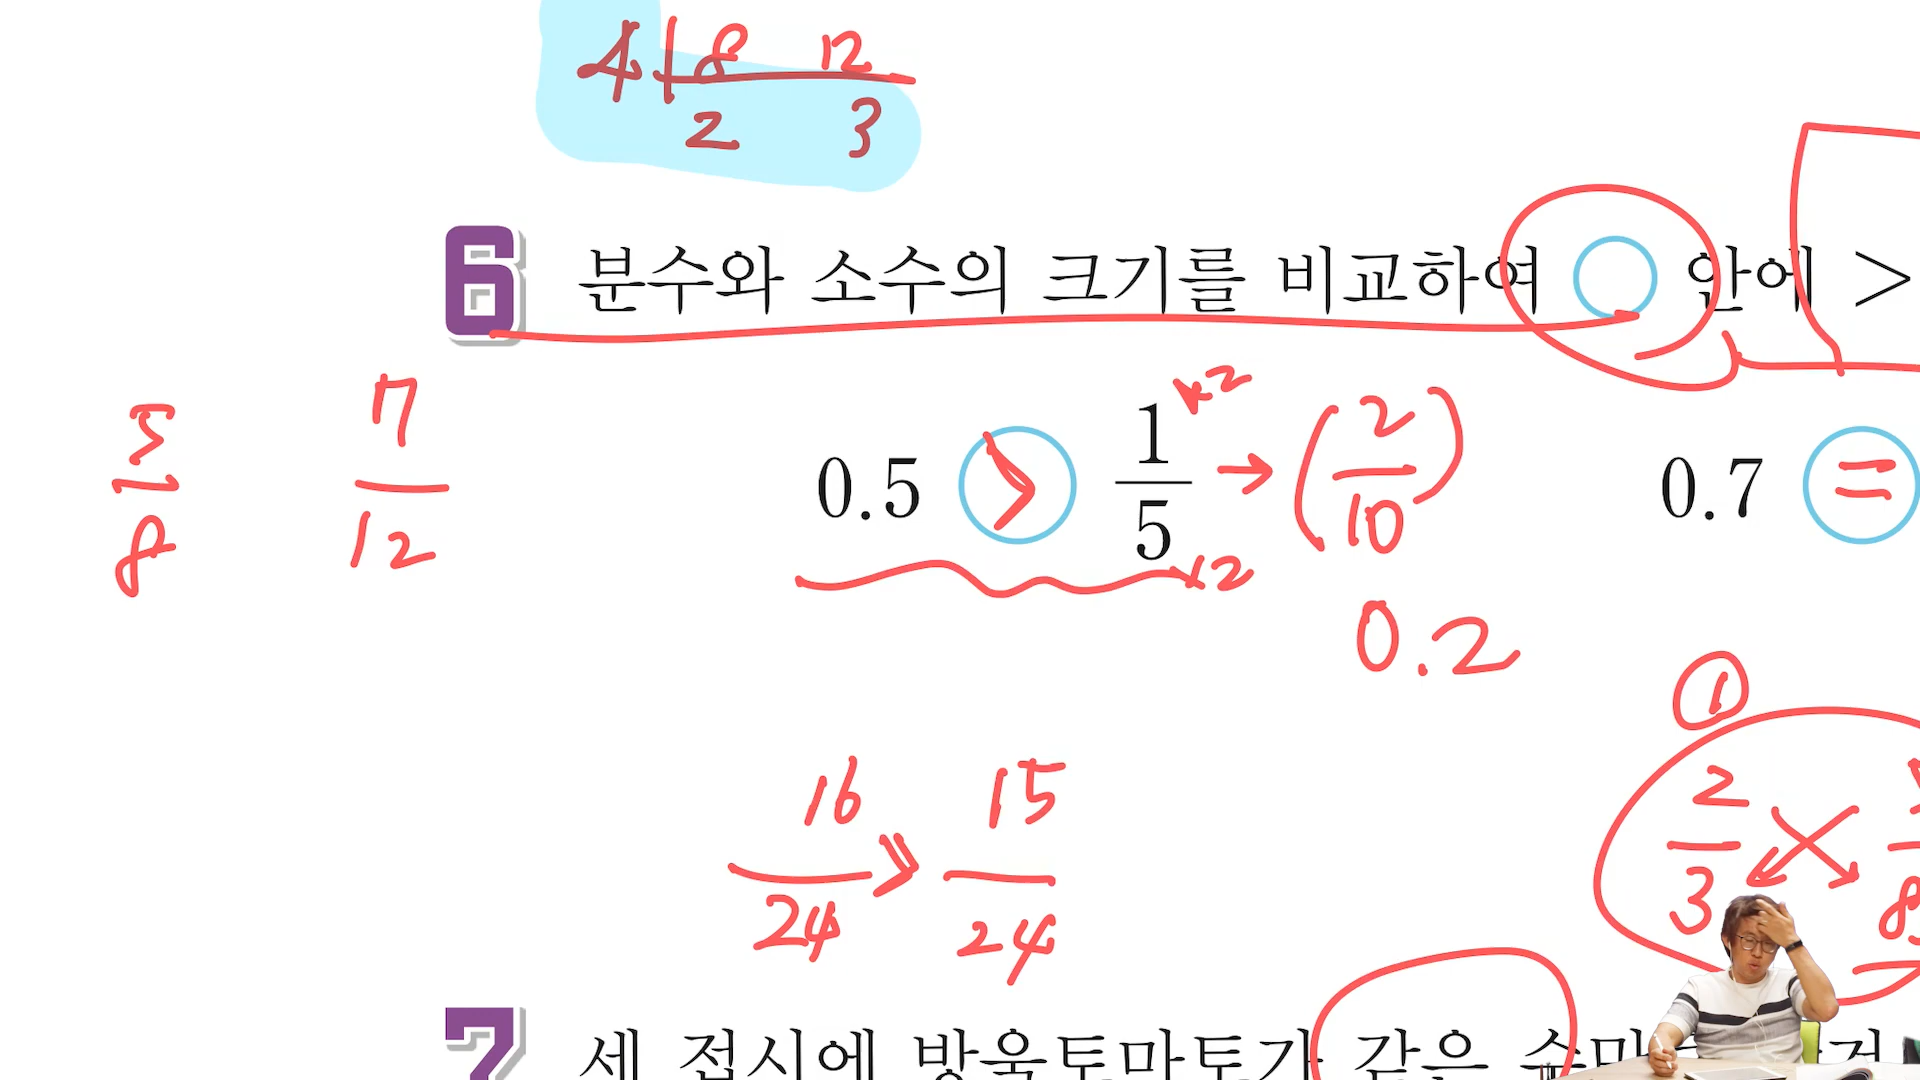 4 8 12
2 3
6 분수와 소수의 크기를 비교하여 ○ 안에 >
5/8 7/12
0.5 > 1/5 ×2 ×2 → (2/10) 0.7 =
0.2
①
16/24 > 15/24
2/3 8
7 세 접시에 방울토마토가 같은